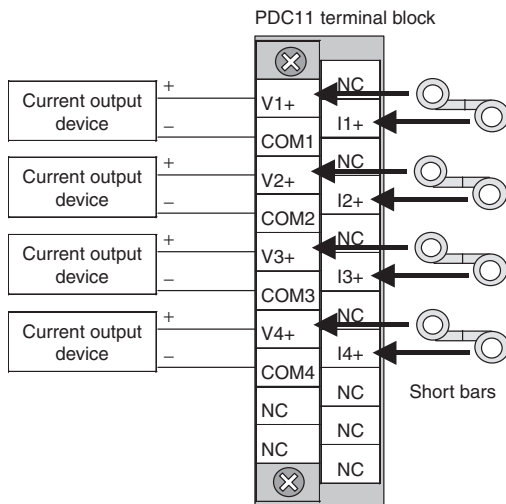 PDC11 terminal block
NC
Current output
device
+
−
V1+
I1+
COM1
NC
Current output
device
+
−
V2+
I2+
COM2
NC
Current output
device
+
−
V3+
I3+
COM3
NC
Current output
device
+
−
V4+
I4+
COM4
NC
Short bars
NC
NC
NC
NC